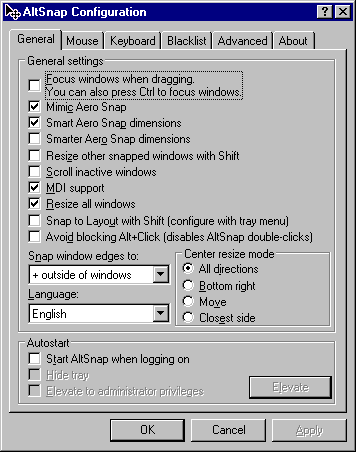 AltSnap Configuration
General
Mouse
Keyboard
Blacklist
Advanced
About
General settings
Focus windows when dragging.
You can also press Ctrl to focus windows.
Mimic Aero Snap
Smart Aero Snap dimensions
Smarter Aero Snap dimensions
Resize other snapped windows with Shift
Scroll inactive windows
MDI support
Resize all windows
Snap to Layout with Shift (configure with tray menu)
Avoid blocking Alt+Click (disables AltSnap double-clicks)
Snap window edges to:
+ outside of windows
Language:
English
Center resize mode
All directions
Bottom right
Move
Closest side
Autostart
Start AltSnap when logging on
Hide tray
Elevate to administrator privileges
Elevate
OK
Cancel
Apply